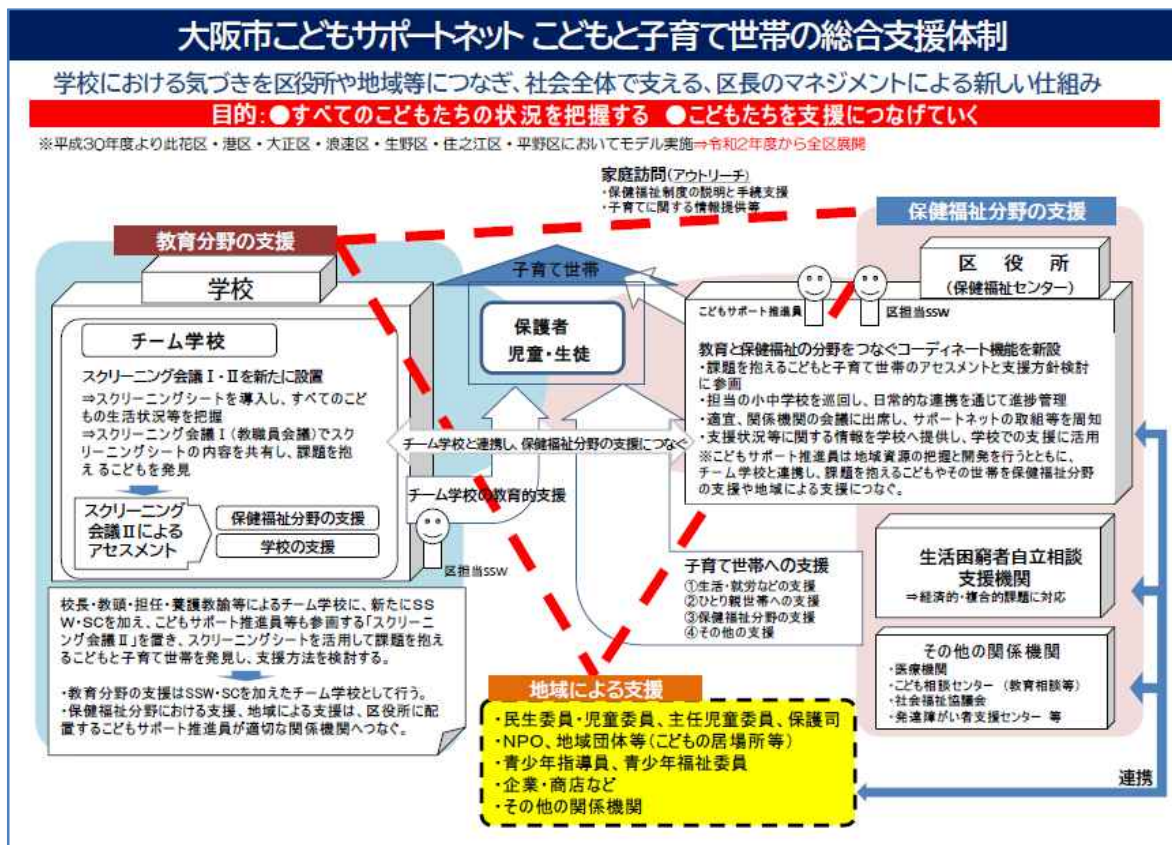 大阪市こどもサポートネット こどもと子育て世帯の総合支援体制
学校における気づきを区役所や地域等につなぎ、社会全体で支える、区長のマネジメントによる新しい仕組み
目的:●すべてのこどもたちの状況を把握する ●こどもたちを支援につなげていく
※平成30年度より此花区・港区・大正区・浪速区・生野区・住之江区・平野区においてモデル実施⇒令和2年度から全区展開
家庭訪問(アウトリーチ)
・保健福祉制度の説明と手続支援
・子育てに関する情報提供等
教育分野の支援
学校
チーム学校
スクリーニング会議Ⅰ・Ⅱを新たに設置
⇒スクリーニングシートを導入し、すべてのこ
どもの生活状況等を把握
⇒スクリーニング会議Ⅰ(教職員会議)でスク
リーニングシートの内容を共有し、課題を抱
えるこどもを発見
スクリーニング
会議Ⅱによる
アセスメント
保健福祉分野の支援
学校の支援
区担当SSW
校長・教頭・担任・養護教諭等によるチーム学校に、新たにSS
W・SCを加え、こどもサポート推進員等も参画する「スクリーニ
ング会議Ⅱ」を置き、スクリーニングシートを活用して課題を抱え
るこどもと子育て世帯を発見し、支援方法を検討する。
・教育分野の支援はSSW・SCを加えたチーム学校として行う。
・保健福祉分野における支援、地域による支援は、区役所に配
置するこどもサポート推進員が適切な関係機関へつなぐ。
子育て世帯
保護者
児童・生徒
チーム学校と連携し、保健福祉分野の支援につなぐ
チーム学校の教育的支援
子育て世帯への支援
①生活・就労などの支援
②ひとり親世帯への支援
③保健福祉分野の支援
④その他の支援
保健福祉分野の支援
区 役 所
(保健福祉センター)
こどもサポート推進員
区担当SSW
教育と保健福祉の分野をつなぐコーディネート機能を新設
・課題を抱えるこどもと子育て世帯のアセスメントと支援方針検討
に参画
・担当の小中学校を巡回し、日常的な連携を通じて進捗管理
・適宜、関係機関の会議に出席し、サポートネットの取組等を周知
・支援状況等に関する情報を学校へ提供し、学校での支援に活用
※こどもサポート推進員は地域資源の把握と開発を行うとともに、
チーム学校と連携し、課題を抱えるこどもやその世帯を保健福祉分野
の支援や地域による支援につなぐ。
生活困窮者自立相談
支援機関
⇒経済的・複合的課題に対応
その他の関係機関
・医療機関
・こども相談センター (教育相談等)
・社会福祉協議会
・発達障がい者支援センター 等
連携
地域による支援
・民生委員・児童委員、主任児童委員、保護司
・NPO、地域団体等(こどもの居場所等)
・青少年指導員、青少年福祉委員
・企業・商店など
・その他の関係機関